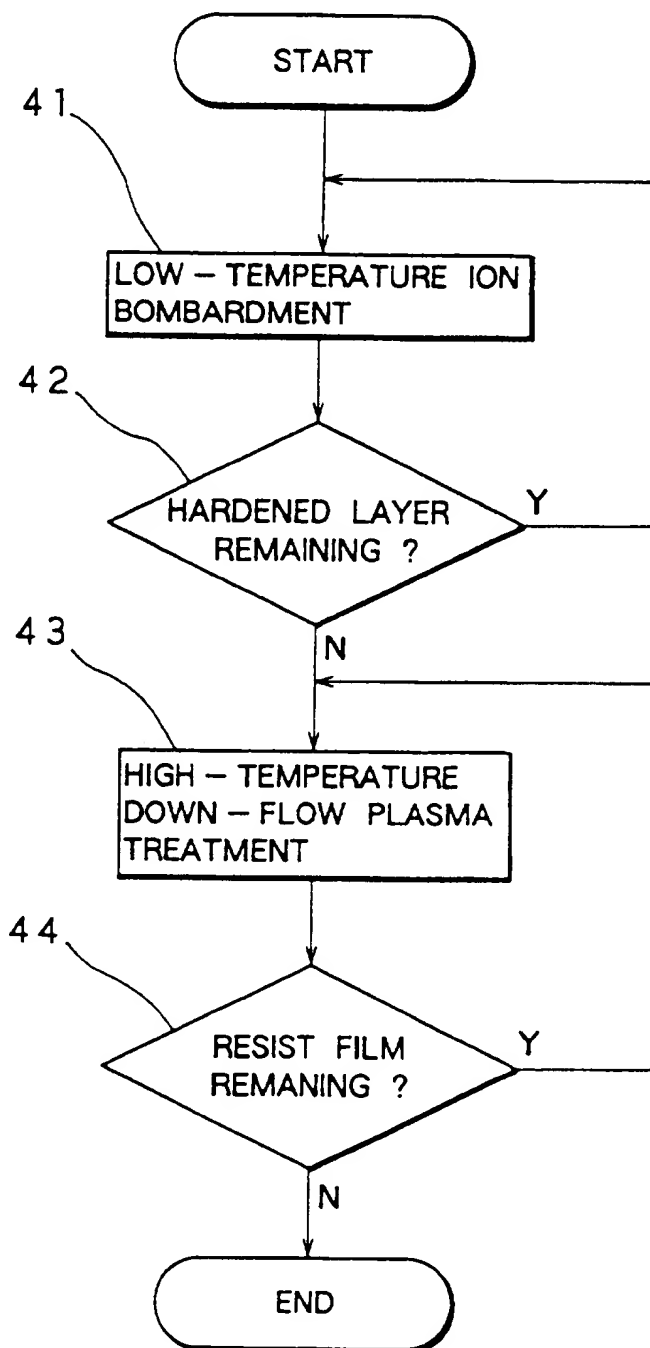 START
41
LOW - TEMPERATURE ION
BOMBARDMENT
42
HARDENED LAYER
REMAINING ?
Y
N
43
HIGH - TEMPERATURE
DOWN - FLOW PLASMA
TREATMENT
44
RESIST FILM
REMANING ?
Y
N
END